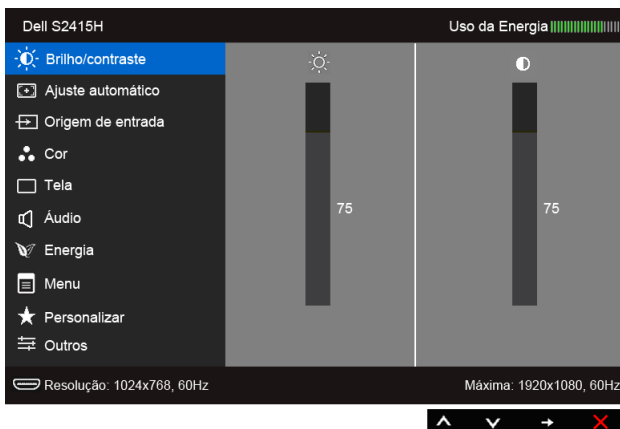 Dell S2415H
Uso da Energia
Brilho/contraste
Ajuste automático
Origem de entrada
Cor
Tela
Áudio
Energia
Menu
Personalizar
Outros
75
75
Resolução: 1024x768, 60Hz
Máxima: 1920x1080, 60Hz